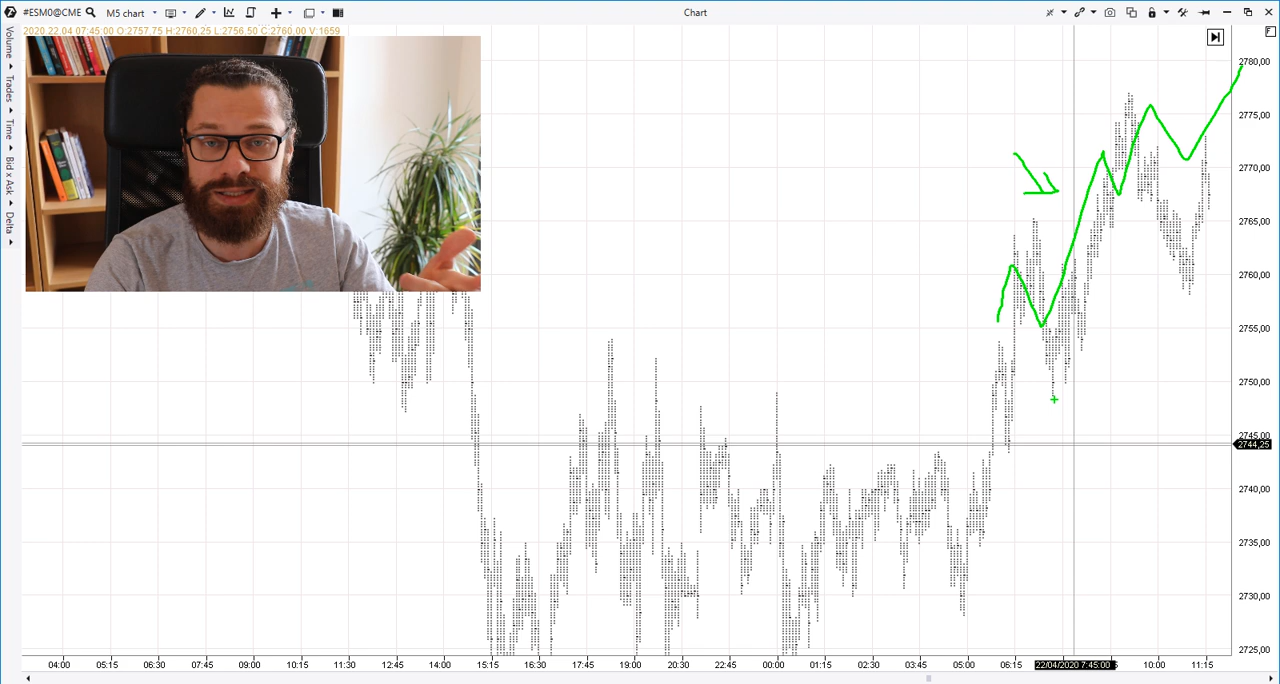 #ESM0@CME M5 chart Chart
2020.22.04 07:45:00 O:2757,75 H:2760,25 L:2756,50 C:2760,00 V:1659
Volume
Trades
Time
Bid x Ask
Delta
F
2780,00
2775,00
2770,00
2765,00
2760,00
2755,00
2750,00
2745,00
2744,25
2740,00
2735,00
2730,00
2725,00
04:00 05:15 06:30 07:45 09:00 10:15 11:30 12:45 14:00 15:15 16:30 17:45 19:00 20:30 22:45 00:00 01:15 02:30 03:45 05:00 06:15 22/04/2020 7:45:00 10:00 11:15